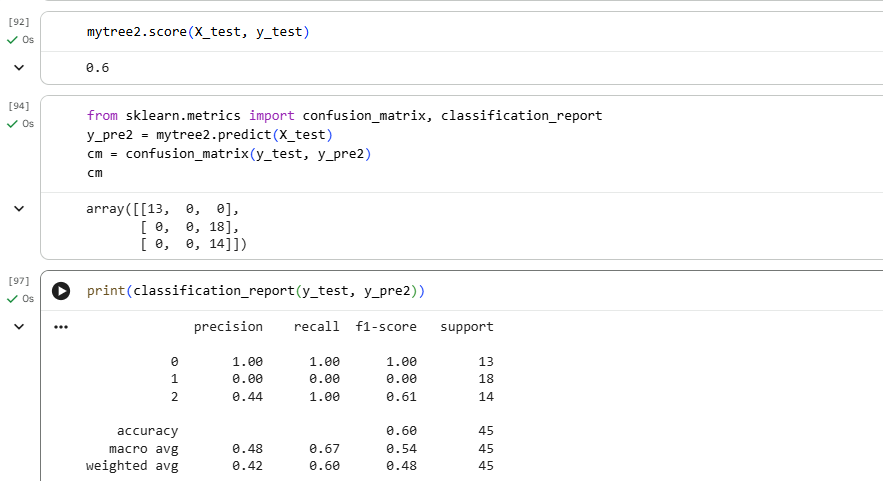 [92]
0s
mytree2.score(X_test, y_test)
0.6
[94]
0s
from sklearn.metrics import confusion_matrix, classification_report
y_pre2 = mytree2.predict(X_test)
cm = confusion_matrix(y_test, y_pre2)
cm
array([[13,  0,  0],
       [ 0,  0, 18],
       [ 0,  0, 14]])
[97]
0s
print(classification_report(y_test, y_pre2))
              precision    recall  f1-score   support
           0       1.00      1.00      1.00        13
           1       0.00      0.00      0.00        18
           2       0.44      1.00      0.61        14
    accuracy                           0.60        45
   macro avg       0.48      0.67      0.54        45
weighted avg       0.42      0.60      0.48        45